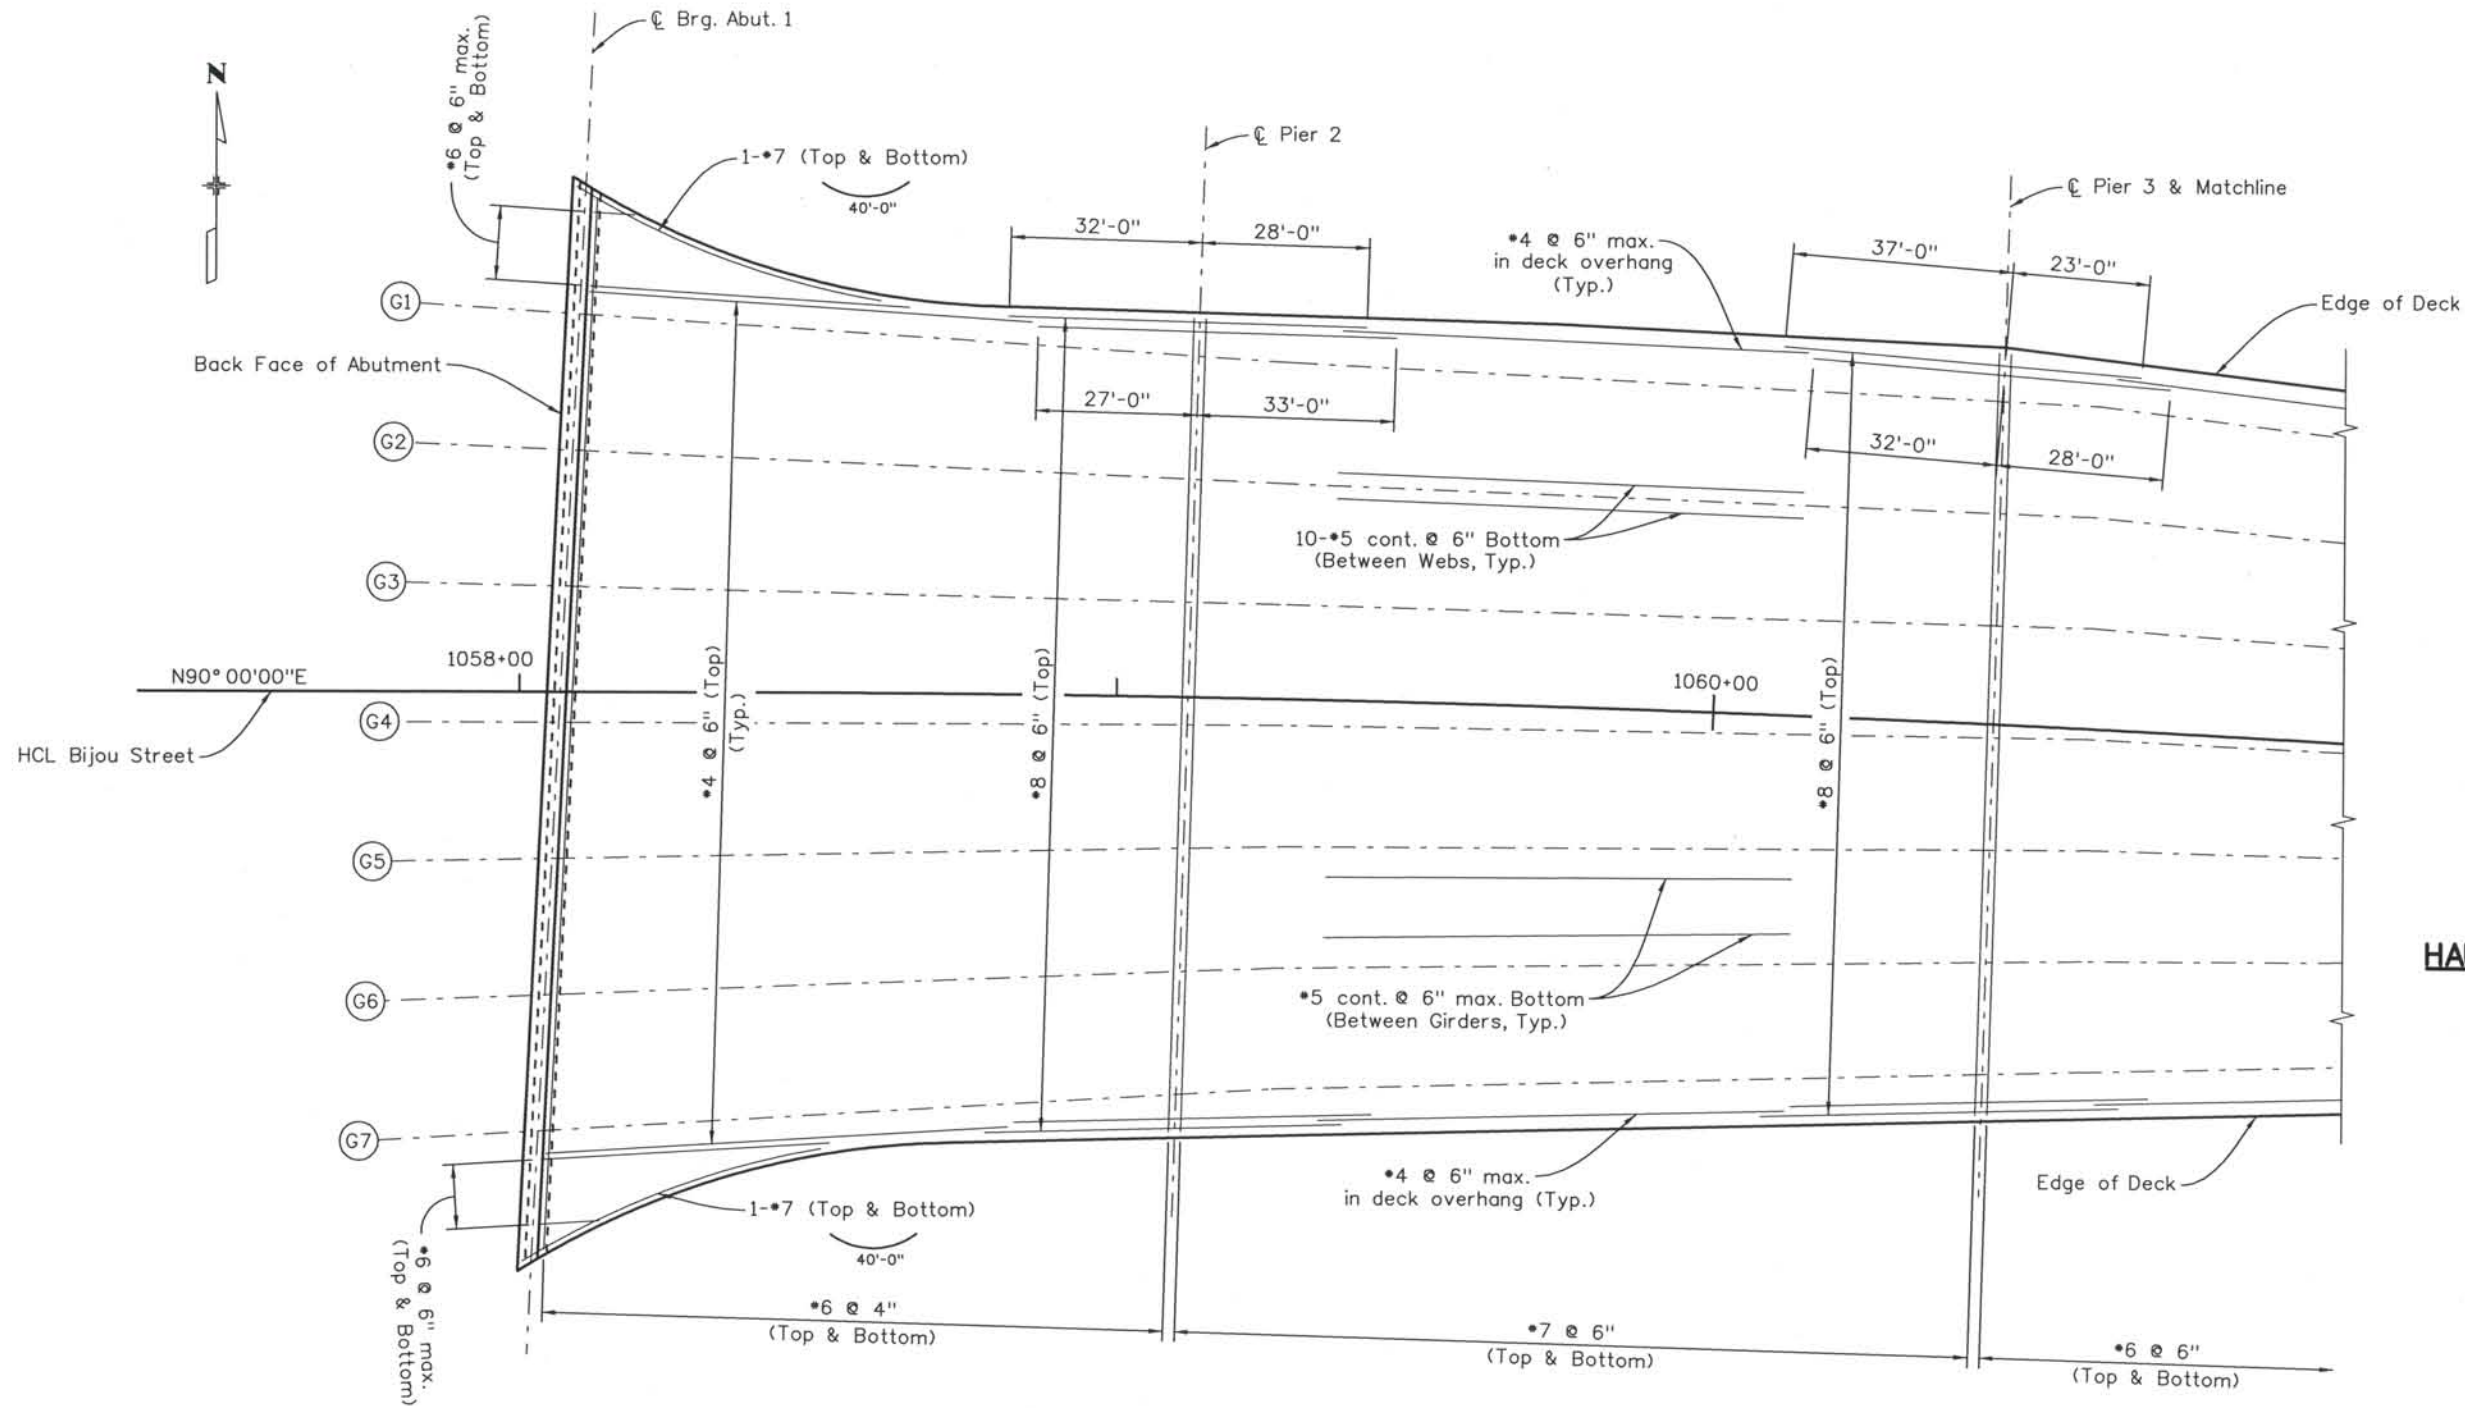 ℄ Brg. Abut. 1
N
*6 @ 6" max.
(Top & Bottom)
1-*7 (Top & Bottom)
40'-0"
℄ Pier 2
℄ Pier 3 & Matchline
32'-0"
28'-0"
*4 @ 6" max.
in deck overhang
(Typ.)
37'-0"
23'-0"
Edge of Deck
G1
Back Face of Abutment
27'-0"
33'-0"
32'-0"
28'-0"
G2
10-*5 cont. @ 6" Bottom
(Between Webs, Typ.)
G3
N90° 00'00"E
1058+00
*4 @ 6" (Top)
(Typ.)
*8 @ 6" (Top)
1060+00
*8 @ 6" (Top)
G4
HCL Bijou Street
G5
G6
*5 cont. @ 6" max. Bottom
(Between Girders, Typ.)
G7
*4 @ 6" max.
in deck overhang (Typ.)
Edge of Deck
1-*7 (Top & Bottom)
40'-0"
*6 @ 6" max.
(Top & Bottom)
*6 @ 4"
(Top & Bottom)
*7 @ 6"
(Top & Bottom)
*6 @ 6"
(Top & Bottom)